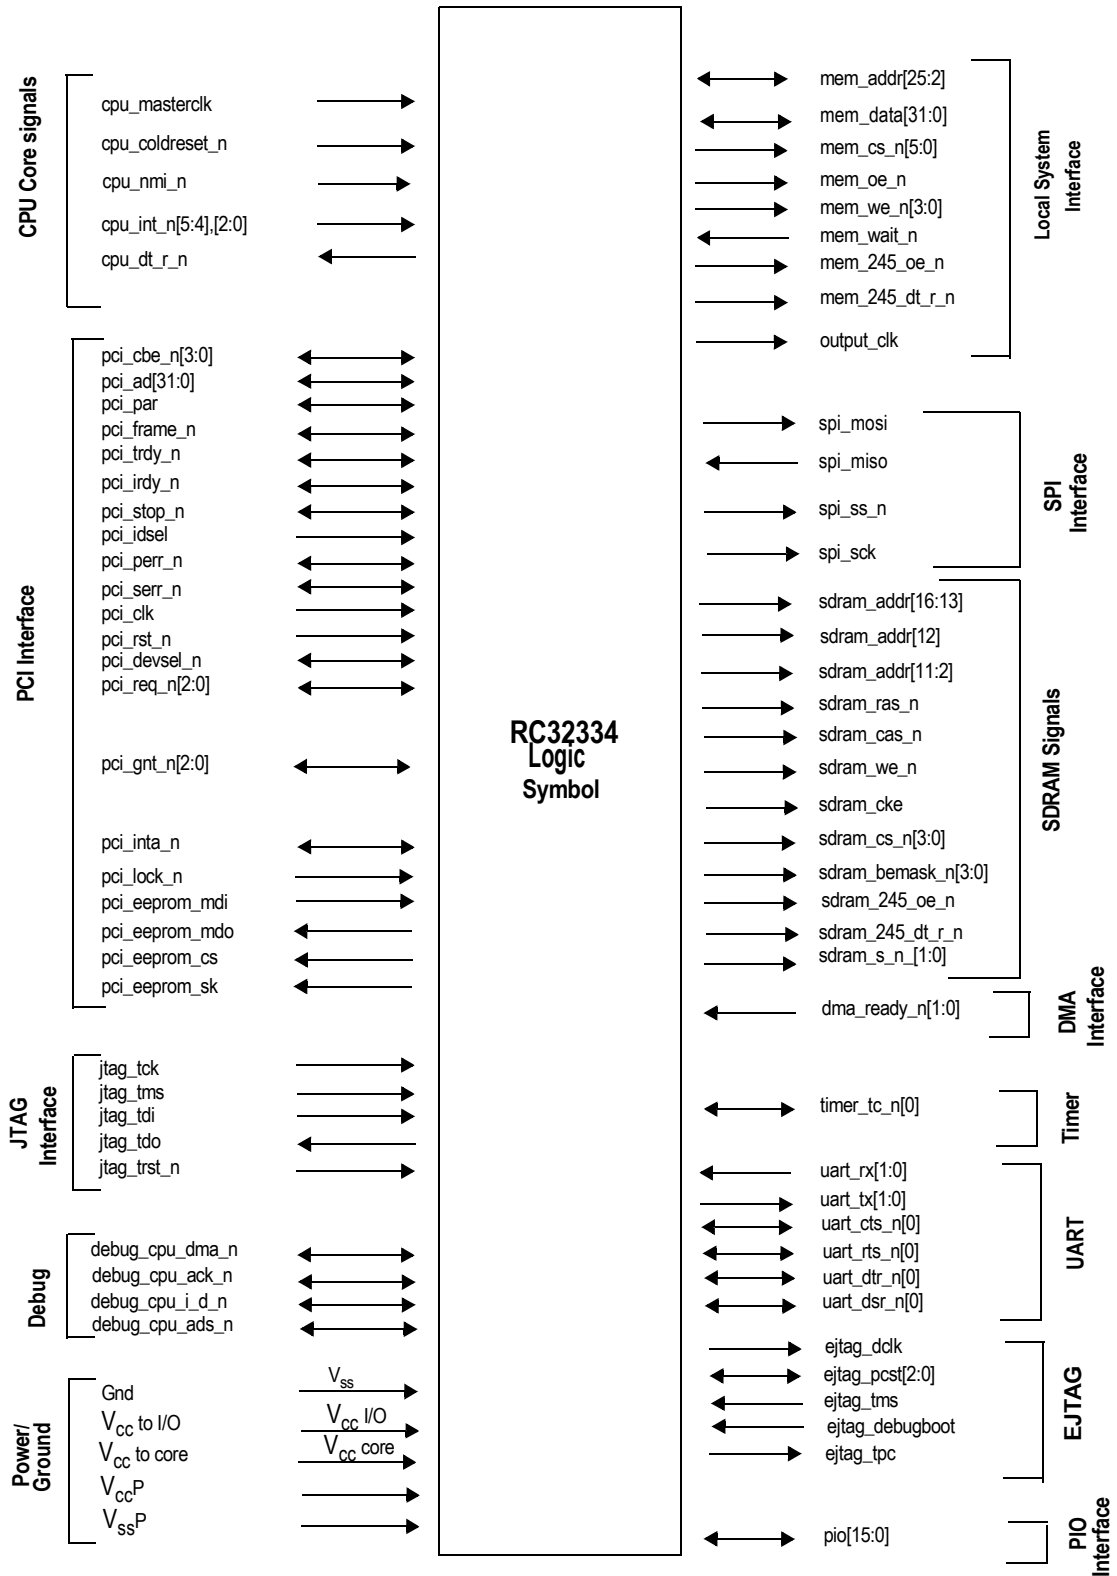 CPU Core signals
cpu_masterclk
cpu_coldreset_n
cpu_nmi_n
cpu_int_n[5:4],[2:0]
cpu_dt_r_n
PCI Interface
pci_cbe_n[3:0]
pci_ad[31:0]
pci_par
pci_frame_n
pci_trdy_n
pci_irdy_n
pci_stop_n
pci_idsel
pci_perr_n
pci_serr_n
pci_clk
pci_rst_n
pci_devsel_n
pci_req_n[2:0]
pci_gnt_n[2:0]
pci_inta_n
pci_lock_n
pci_eeprom_mdi
pci_eeprom_mdo
pci_eeprom_cs
pci_eeprom_sk
JTAG
Interface
jtag_tck
jtag_tms
jtag_tdi
jtag_tdo
jtag_trst_n
Debug
debug_cpu_dma_n
debug_cpu_ack_n
debug_cpu_i_d_n
debug_cpu_ads_n
Power/
Ground
Gnd
Vss
Vcc to I/O
Vcc I/O
Vcc to core
Vcc core
VccP
VssP
RC32334
Logic
Symbol
mem_addr[25:2]
mem_data[31:0]
mem_cs_n[5:0]
mem_oe_n
mem_we_n[3:0]
mem_wait_n
mem_245_oe_n
mem_245_dt_r_n
output_clk
Local System
Interface
spi_mosi
spi_miso
spi_ss_n
spi_sck
SPI
Interface
sdram_addr[16:13]
sdram_addr[12]
sdram_addr[11:2]
sdram_ras_n
sdram_cas_n
sdram_we_n
sdram_cke
sdram_cs_n[3:0]
sdram_bemask_n[3:0]
sdram_245_oe_n
sdram_245_dt_r_n
sdram_s_n_[1:0]
SDRAM Signals
dma_ready_n[1:0]
DMA
Interface
timer_tc_n[0]
Timer
uart_rx[1:0]
uart_tx[1:0]
uart_cts_n[0]
uart_rts_n[0]
uart_dtr_n[0]
uart_dsr_n[0]
UART
ejtag_dclk
ejtag_pcst[2:0]
ejtag_tms
ejtag_debugboot
ejtag_tpc
EJTAG
pio[15:0]
PIO
Interface